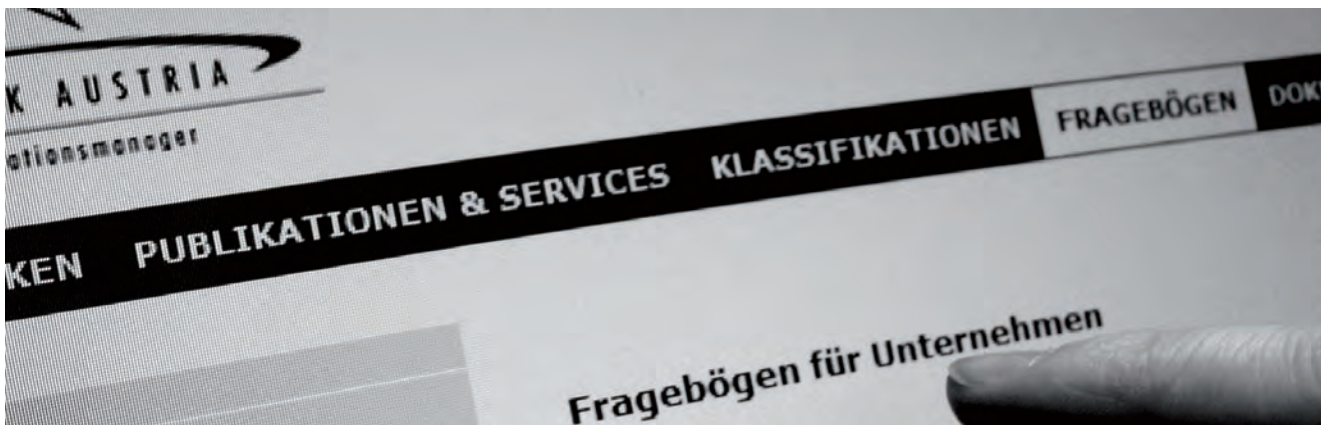 K AUSTRIA
ationsmanager
KEN PUBLIKATIONEN & SERVICES KLASSIFIKATIONEN FRAGEBÖGEN DOK
Fragebögen für Unternehmen